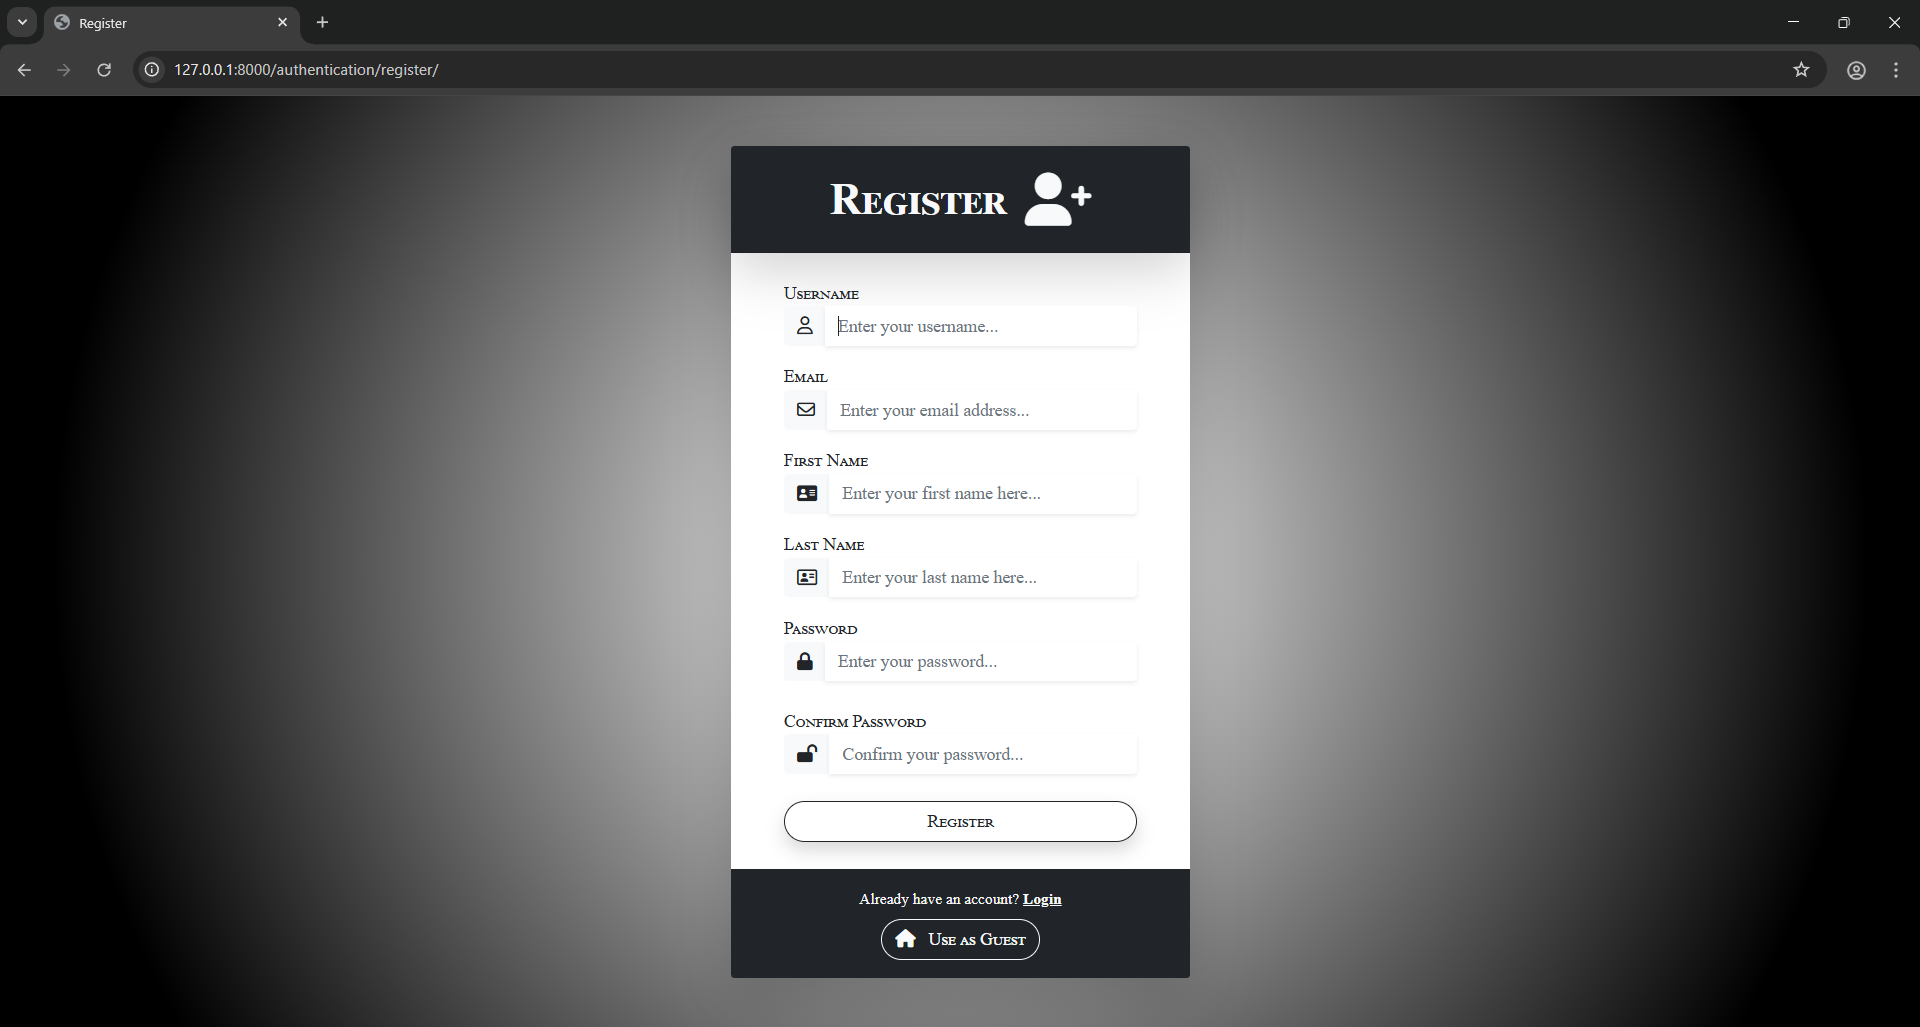 Register
127.0.0.1:8000/authentication/register/
Register
Username
Enter your username...
Email
Enter your email address...
First Name
Enter your first name here...
Last Name
Enter your last name here...
Password
Enter your password...
Confirm Password
Confirm your password...
Register
Already have an account? Login
Use as Guest